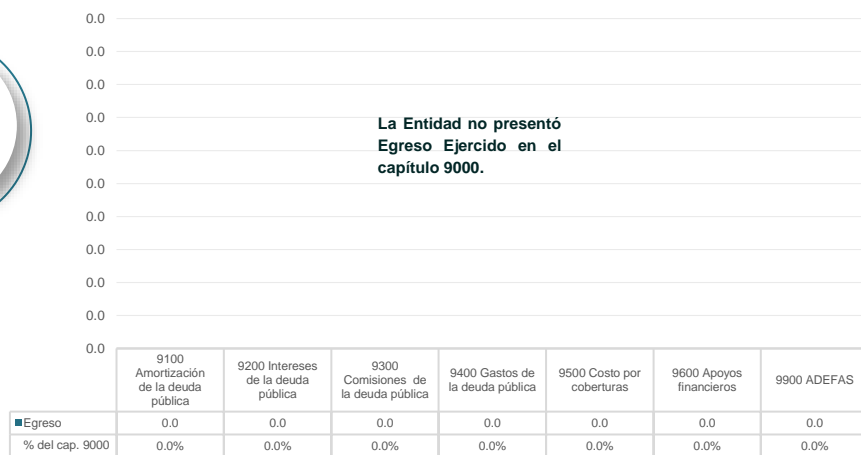 0.0
0.0
0.0
0.0
0.0
0.0
0.0
0.0
0.0
0.0
0.0
La Entidad no presentó
Egreso Ejercido en el
capítulo 9000.
9100
Amortización
de la deuda
pública
9200 Intereses
de la deuda
pública
9300
Comisiones de
la deuda pública
9400 Gastos de
la deuda pública
9500 Costo por
coberturas
9600 Apoyos
financieros
9900 ADEFAS
Egreso 0.0 0.0 0.0 0.0 0.0 0.0 0.0
% del cap. 9000 0.0% 0.0% 0.0% 0.0% 0.0% 0.0% 0.0%